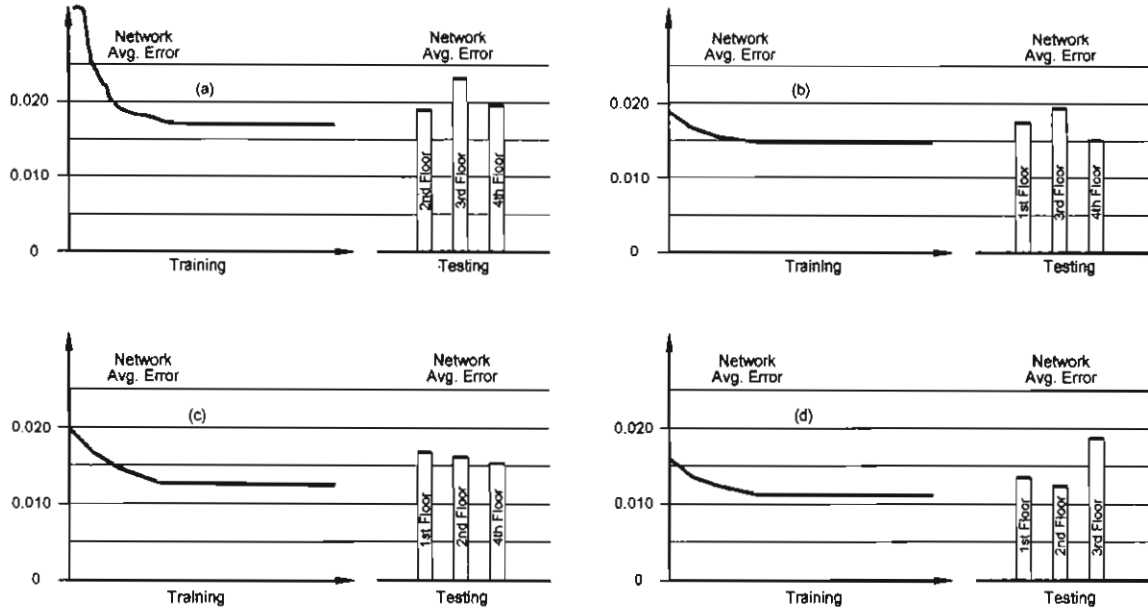 Network
Avg. Error
Network
Avg. Error
(a)
0.020
0.010
0
2nd Floor
3rd Floor
4th Floor
Training
Testing
Network
Avg. Error
Network
Avg. Error
(b)
0.020
0.010
0
1st Floor
3rd Floor
4th Floor
Training
Testing
Network
Avg. Error
Network
Avg. Error
(c)
0.020
0.010
0
1st Floor
2nd Floor
4th Floor
Training
Testing
Network
Avg. Error
Network
Avg. Error
(d)
0.020
0.010
0
1st Floor
2nd Floor
3rd Floor
Training
Testing